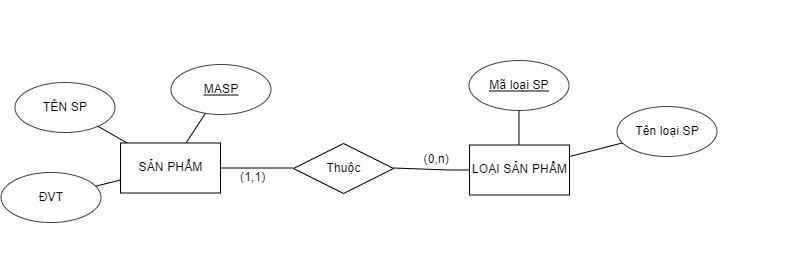 MASP
Mã loại SP
TÊN SP
Tên loại SP
(0,n)
SẢN PHẨM
Thuộc
LOẠI SẢN PHẨM
(1,1)
ĐVT